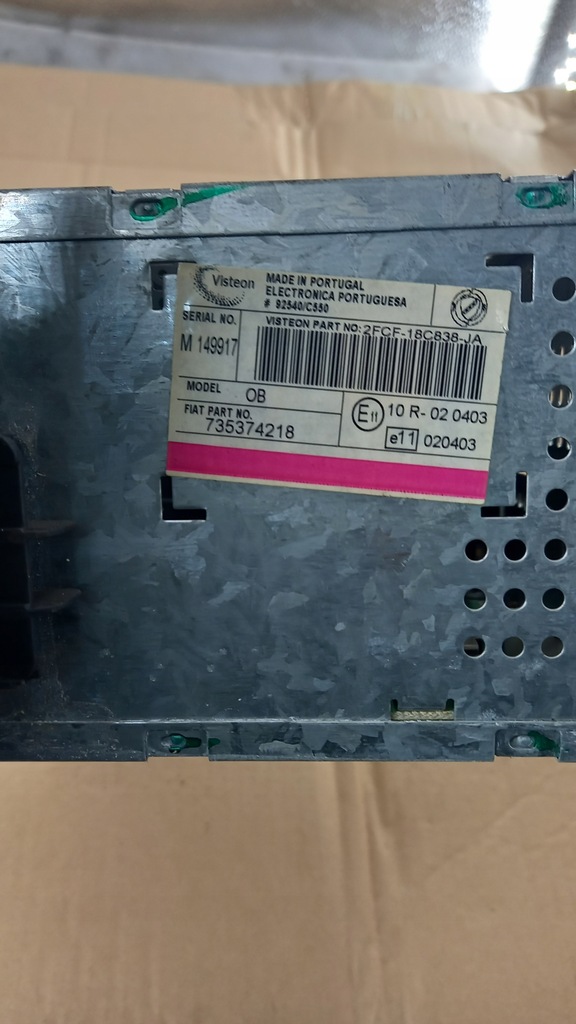 Visteon
MADE IN PORTUGAL
ELECTRONICA PORTUGUESA
# 82540/C550
SERIAL NO.
M 149917
VISTEON PART NO: 2FCF-18C838-JA
MODEL OB
FIAT PART NO.
735374218
E11 10 R- 02 0403
e11 020403